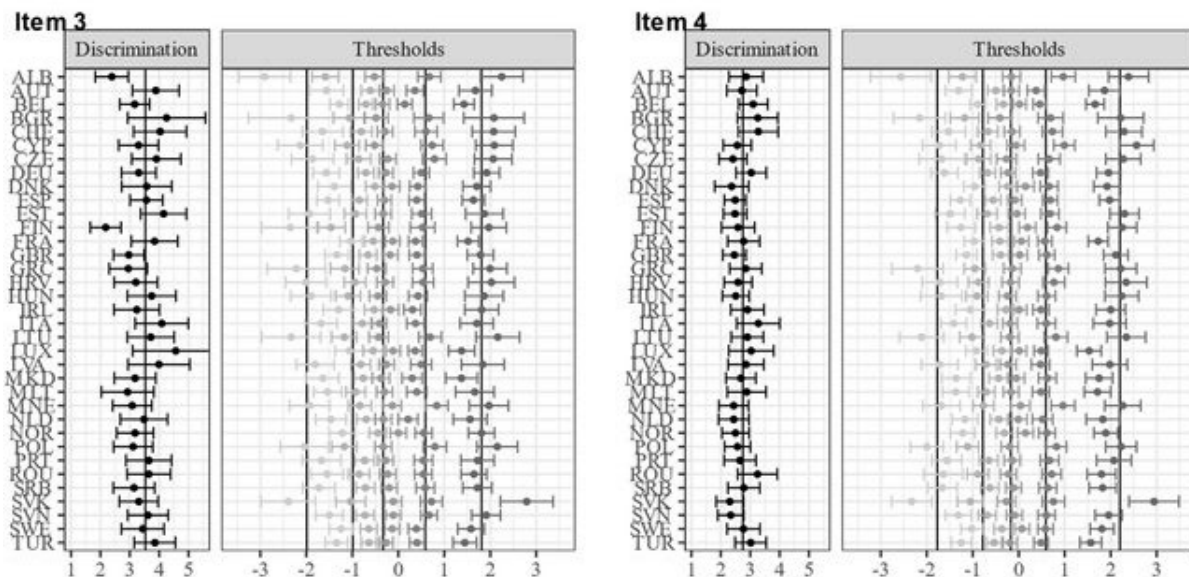 Item 3
Discrimination
Thresholds
ALB
AUT
BEL
BGR
CHE
CYP
CZE
DEU
DNK
ESP
EST
FIN
FRA
GBR
GRC
HRV
HUN
IRL
ITA
LTU
LUX
LVA
MKD
MLT
MNE
NLD
NOR
POL
PRT
ROU
SRB
SVK
SVN
SWE
TUR
1 2 3 4 5
-3 -2 -1 0 1 2 3
Item 4
Discrimination
Thresholds
ALB
AUT
BEL
BGR
CHE
CYP
CZE
DEU
DNK
ESP
EST
FIN
FRA
GBR
GRC
HRV
HUN
IRL
ITA
LTU
LUX
LVA
MKD
MLT
MNE
NLD
NOR
POL
PRT
ROU
SRB
SVK
SVN
SWE
TUR
1 2 3 4 5
-3 -2 -1 0 1 2 3